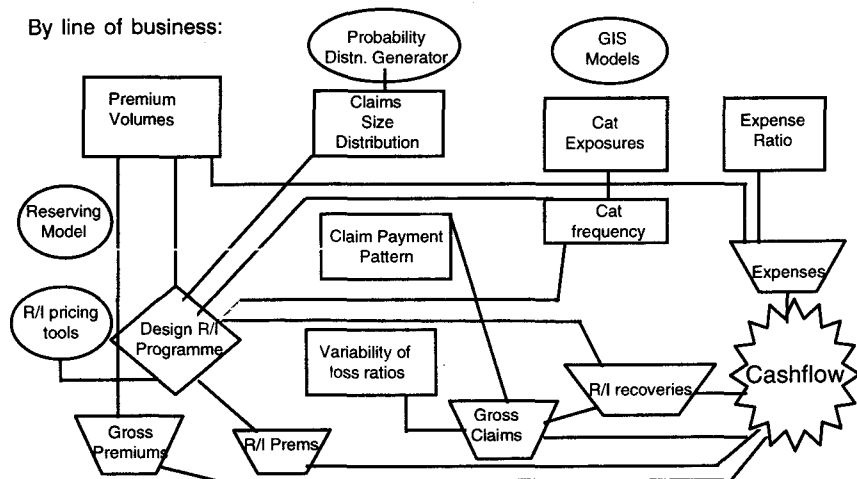 By line of business:
Probability
Distn. Generator
GIS
Models
Premium
Volumes
Claims
Size
Distribution
Cat
Exposures
Expense
Ratio
Reserving
Model
Claim Payment
Pattern
Cat
frequency
Expenses
R/I pricing
tools
Design R/I
Programme
Variability of
loss ratios
R/I recoveries
Cashflow
Gross
Premiums
R/I Prems
Gross
Claims